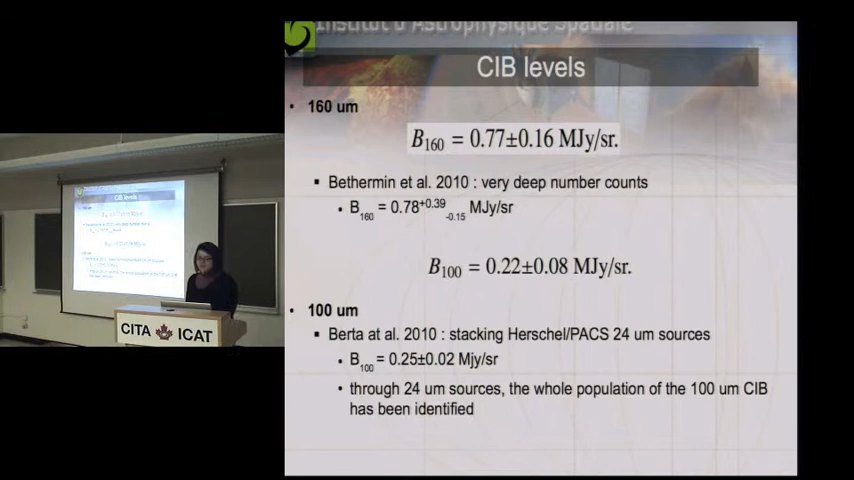 Institut d'Astrophysique Spatiale
CIB levels
• 160 um
B160 = 0.77±0.16 MJy/sr.
▪ Bethermin et al. 2010 : very deep number counts
• B160 = 0.78+0.39-0.15 MJy/sr
B100 = 0.22±0.08 MJy/sr.
• 100 um
▪ Berta at al. 2010 : stacking Herschel/PACS 24 um sources
• B100 = 0.25±0.02 Mjy/sr
• through 24 um sources, the whole population of the 100 um CIB
has been identified
CITA ICAT